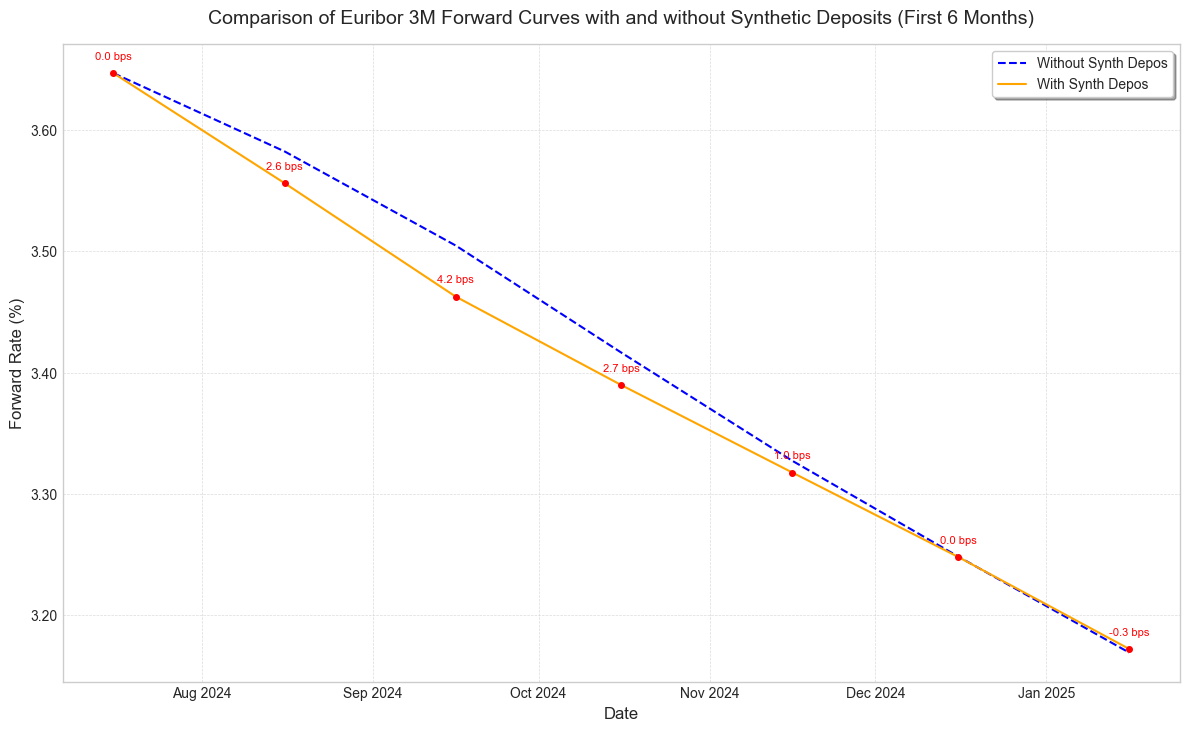 Comparison of Euribor 3M Forward Curves with and without Synthetic Deposits (First 6 Months)
Without Synth Depos
With Synth Depos
0.0 bps
2.6 bps
4.2 bps
2.7 bps
1.0 bps
0.0 bps
-0.3 bps
Forward Rate (%)
3.60
3.50
3.40
3.30
3.20
Aug 2024
Sep 2024
Oct 2024
Nov 2024
Dec 2024
Jan 2025
Date